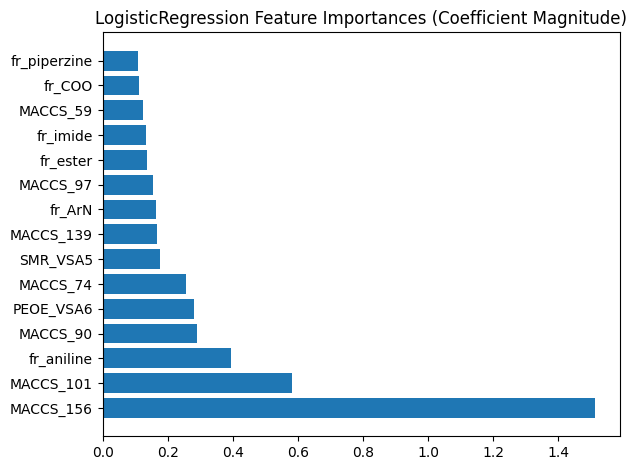 LogisticRegression Feature Importances (Coefficient Magnitude)
fr_piperzine
fr_COO
MACCS_59
fr_imide
fr_ester
MACCS_97
fr_ArN
MACCS_139
SMR_VSA5
MACCS_74
PEOE_VSA6
MACCS_90
fr_aniline
MACCS_101
MACCS_156
0.0 0.2 0.4 0.6 0.8 1.0 1.2 1.4